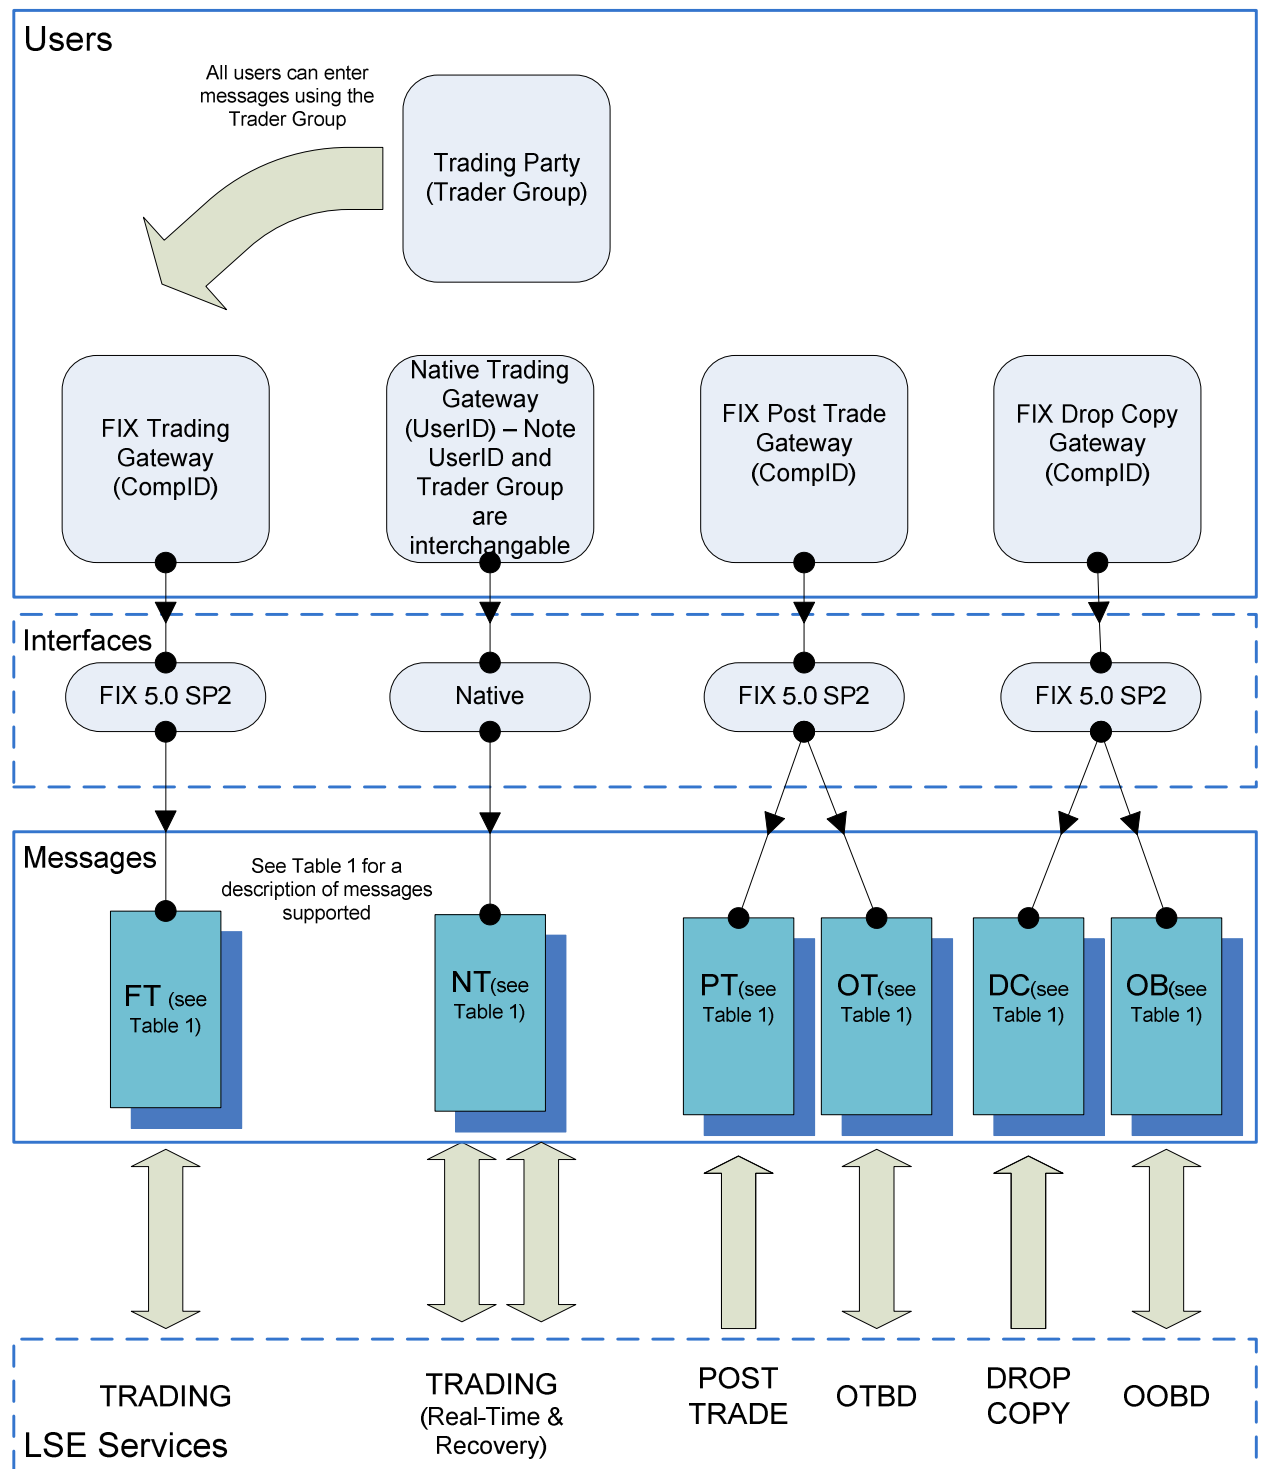 Users
All users can enter
messages using the
Trader Group
Trading Party
(Trader Group)
FIX Trading
Gateway
(CompID)
Native Trading
Gateway
(UserID) – Note
UserID and
Trader Group
are
interchangable
FIX Post Trade
Gateway
(CompID)
FIX Drop Copy
Gateway
(CompID)
Interfaces
FIX 5.0 SP2
Native
FIX 5.0 SP2
FIX 5.0 SP2
Messages
See Table 1 for a
description of messages
supported
FT (see
Table 1)
NT(see
Table 1)
PT(see
Table 1)
OT(see
Table 1)
DC(see
Table 1)
OB(see
Table 1)
TRADING
TRADING
(Real-Time &
Recovery)
POST
TRADE
OTBD
DROP
COPY
OOBD
LSE Services